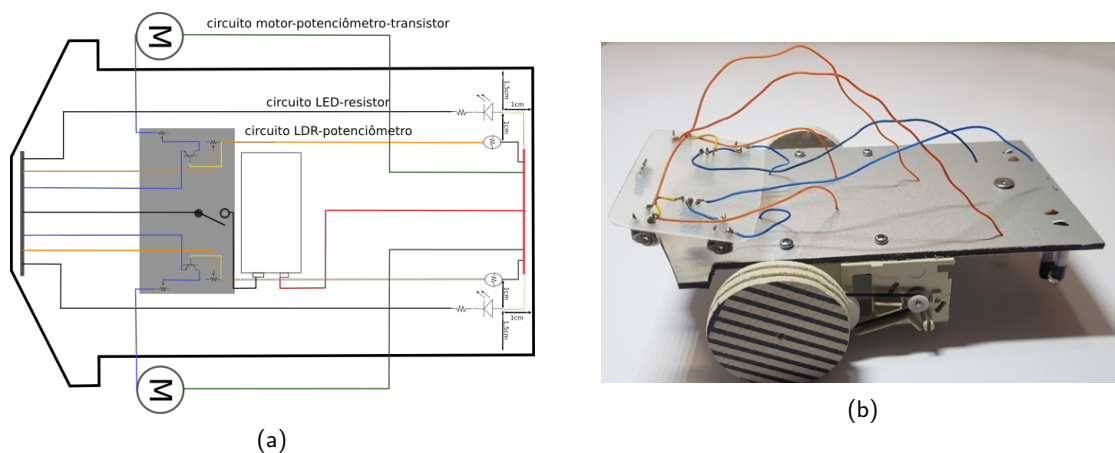 M
circuito motor-potenciômetro-transistor
1.5cm
1cm
circuito LED-resistor
1cm
circuito LDR-potenciômetro
1cm
1cm
1.5cm
M
(a)
(b)